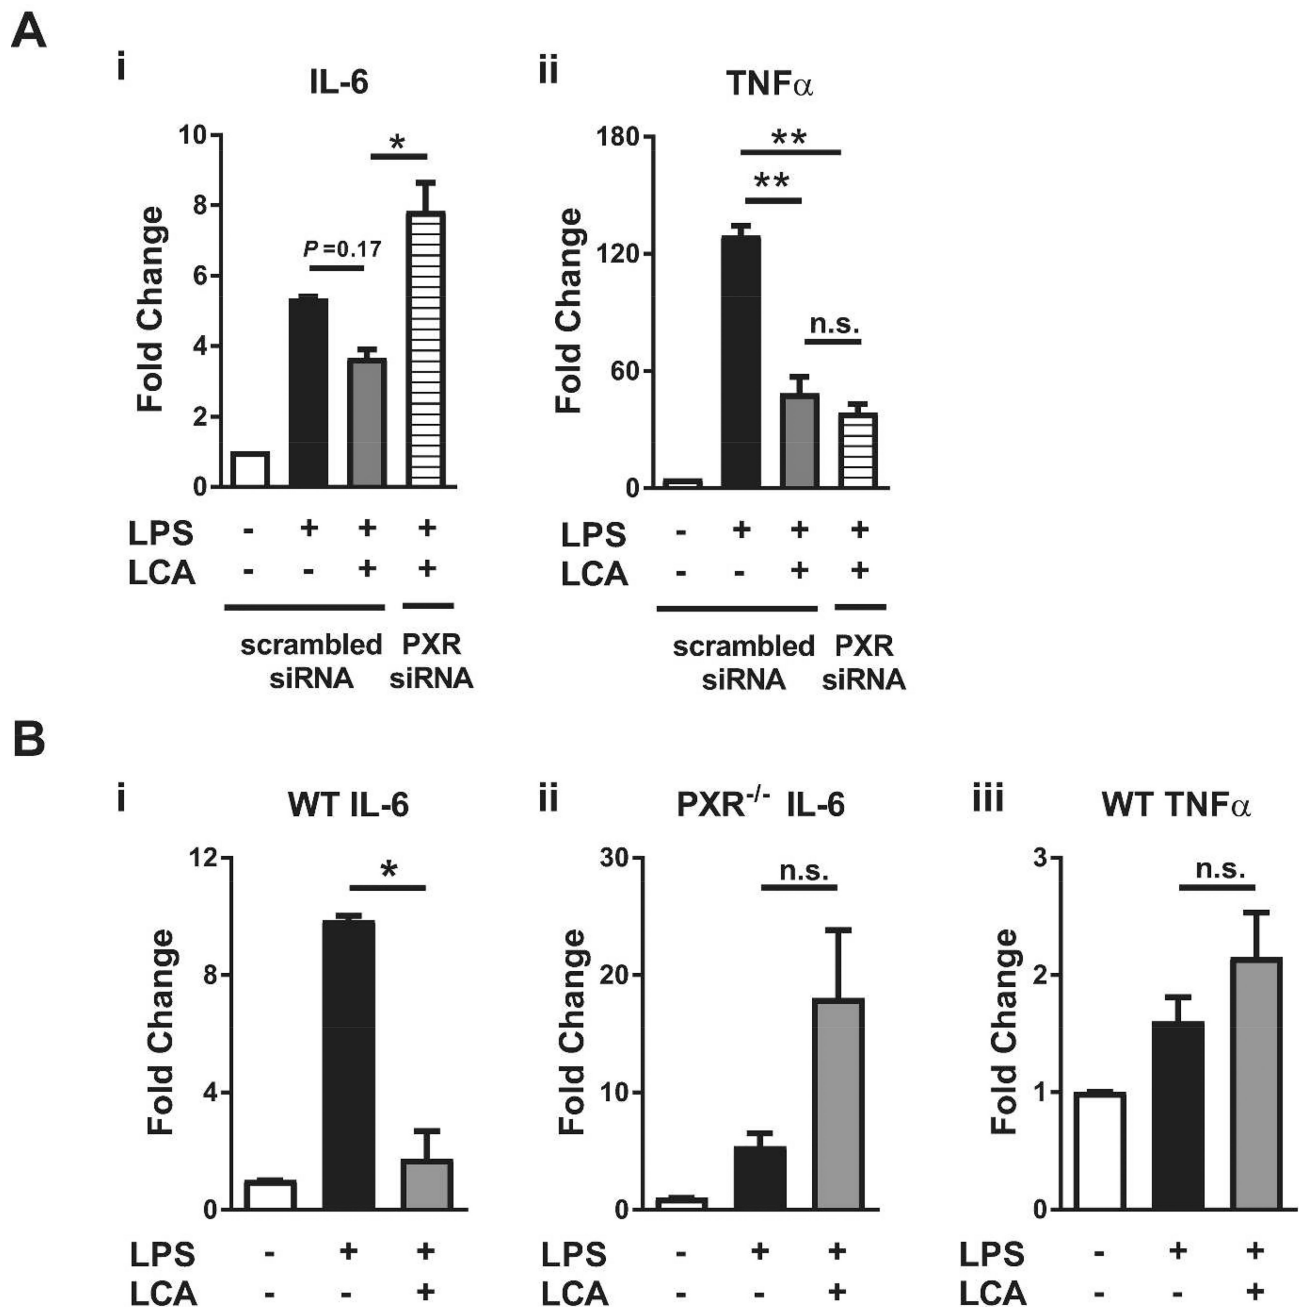 A
i
IL-6
10
8
6
4
2
0
Fold Change
*
P=0.17
LPS - + + +
LCA - - + +
scrambled siRNA
PXR siRNA
ii
TNFα
180
120
60
0
Fold Change
**
**
n.s.
LPS - + + +
LCA - - + +
scrambled siRNA
PXR siRNA
B
i
WT IL-6
12
8
4
0
Fold Change
*
LPS - + +
LCA - - +
ii
PXR-/- IL-6
30
20
10
0
Fold Change
n.s.
LPS - + +
LCA - - +
iii
WT TNFα
3
2
1
0
Fold Change
n.s.
LPS - + +
LCA - - +